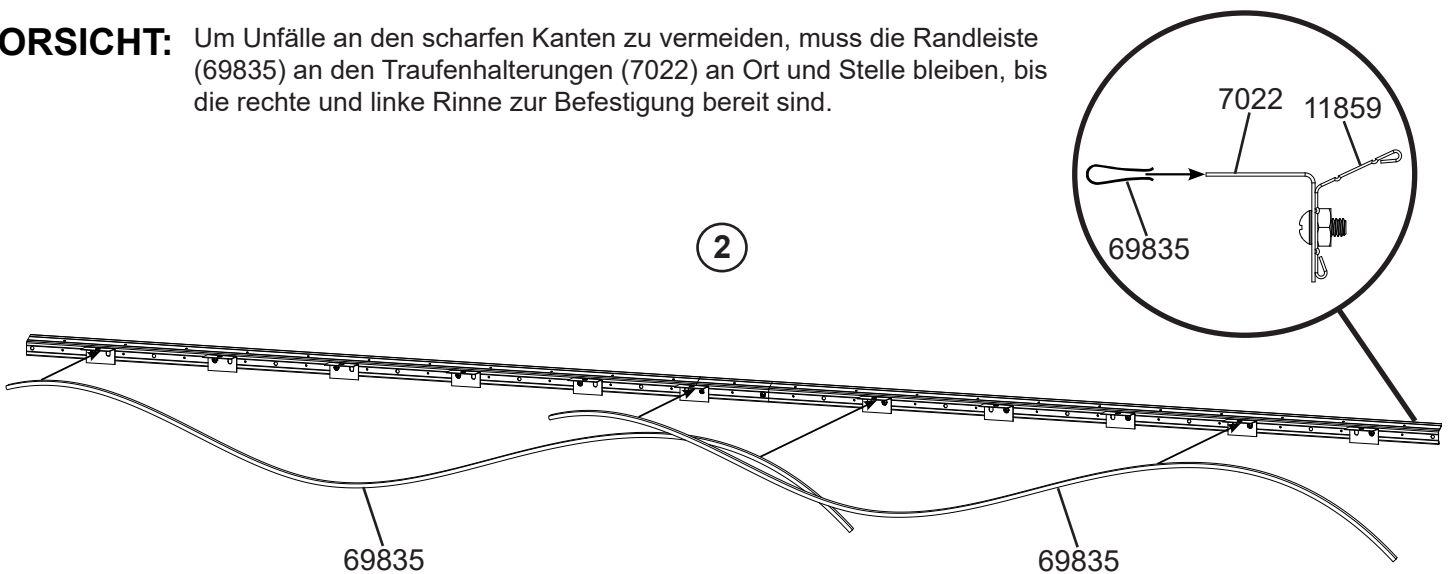 ORSICHT: Um Unfälle an den scharfen Kanten zu vermeiden, muss die Randleiste
(69835) an den Traufenhalterungen (7022) an Ort und Stelle bleiben, bis
die rechte und linke Rinne zur Befestigung bereit sind.
7022 11859
69835
2
69835 69835